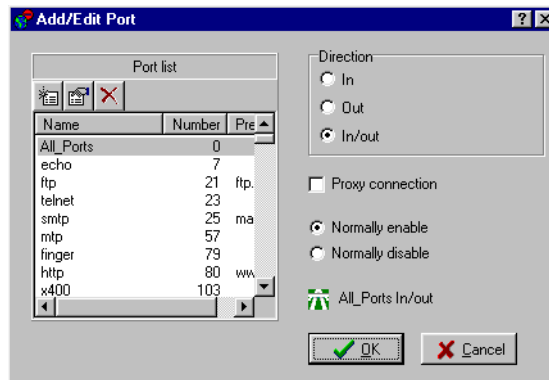 Add/Edit Port
Port list
Name Number Pre
All_Ports 0
echo 7
ftp 21 ftp.
telnet 23
smtp 25 ma
mtp 57
finger 79
http 80 ww
x400 103
Direction
In
Out
In/out
Proxy connection
Normally enable
Normally disable
All_Ports In/out
OK
Cancel